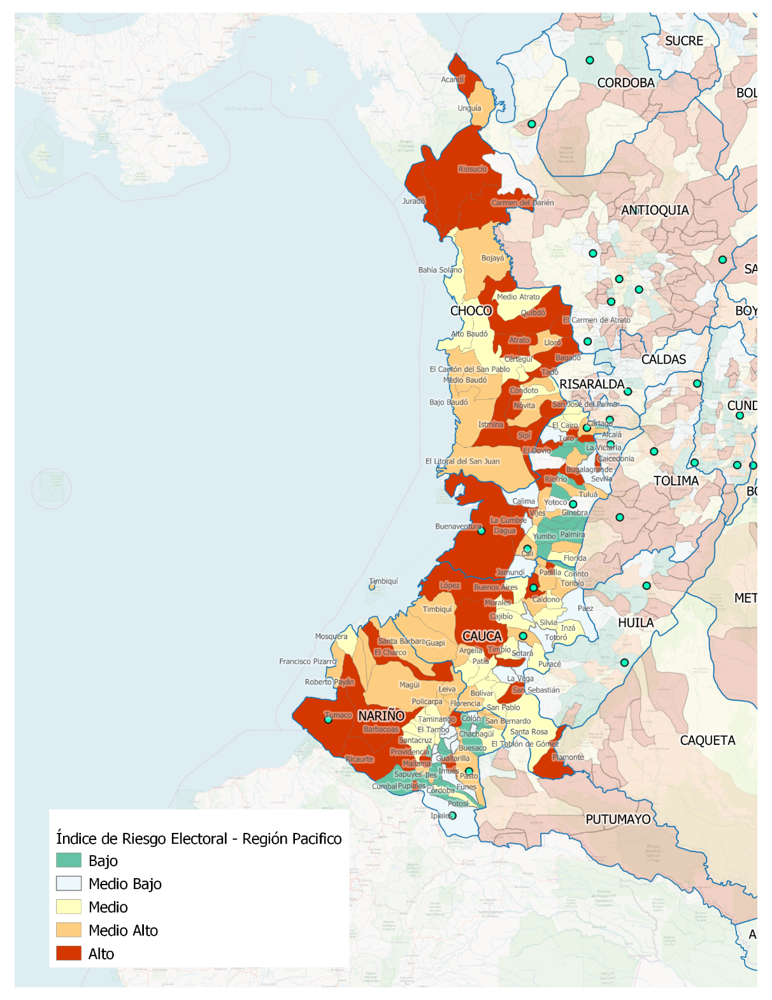 SUCRE
CORDOBA
BOL
Acandí
Unguía
Golfo de Panamá
Riosucio
Juradó
Carmen del Darién
ANTIOQUIA
Bojayá
Bahía Solano
SA
Medio Atrato
CHOCO
Quibdó
El Carmen de Atrato
BOY
Alto Baudó
Atrato
Lloró
Bagadó
Cértegui
CALDAS
El Cantón del San Pablo
Tadó
Medio Baudó
RISARALDA
Condoto
Bajo Baudó
Nóvita
San José del Palmar
CUND
Istmina
El Cairo
Cartago
Sipí
Toro
Alcalá
El Dovio
La Victoria
El Litoral del San Juan
Caicedonia
Bugalagrande
Riofrío
Sevilla
TOLIMA
BO
Tuluá
Calima
Yotoco
Vijes
Ginebra
La Cumbre
Buenaventura
Dagua
Yumbo
Palmira
Cali
Florida
Jamundí
Padilla
Corinto
Timbiquí
López
Buenos Aires
Toribío
Morales
Caldono
MET
Timbiquí
Paez
Cajibío
HUILA
Silvia
Inzá
Mosquera
CAUCA
Totoró
Santa Bárbara
Guapi
El Charco
Argelia
Timbío
Sotará
Francisco Pizarro
Patía
Puracé
La Vega
Roberto Payán
Magüi
Leiva
San Sebastián
Bolívar
Policarpa
Florencia
San Pablo
Tumaco
NARIÑO
Taminango
Colón
San Bernardo
Barbacoas
El Tambo
Chachagüí
Santa Rosa
Santacruz
Buesaco
El Tablón de Gómez
CAQUETA
Providencia
Ricaurte
Mallama
Guaitarilla
Piamonte
Sapuyes
Iles
Imués
Pasto
Cumbal
Pupiales
Córdoba
Funes
Potosí
Ipiales
PUTUMAYO
Índice de Riesgo Electoral - Región Pacifico
Bajo
Medio Bajo
Medio
Medio Alto
Alto
A